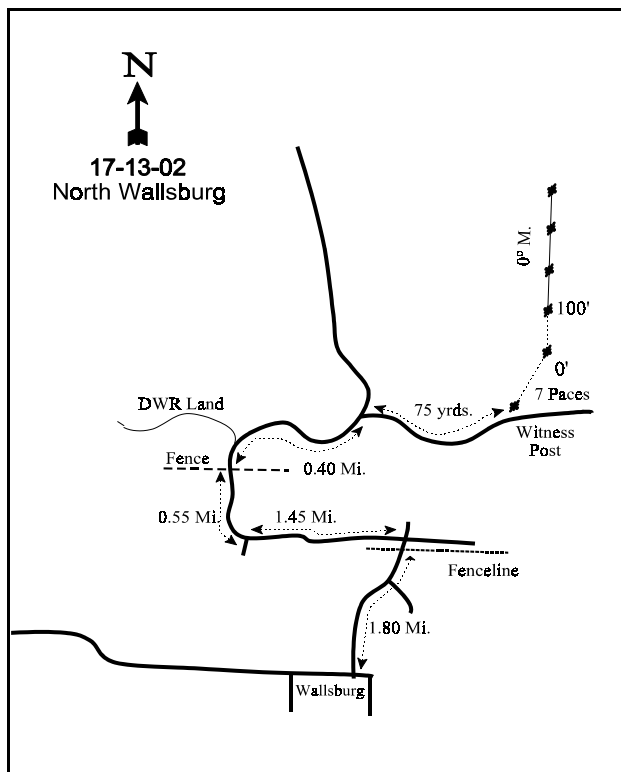 N
17-13-02
North Wallsburg
0º M.
100'
0'
7 Paces
75 yrds.
DWR Land
Witness
Post
Fence
0.40 Mi.
0.55 Mi.
1.45 Mi.
Fenceline
1.80 Mi.
Wallsburg